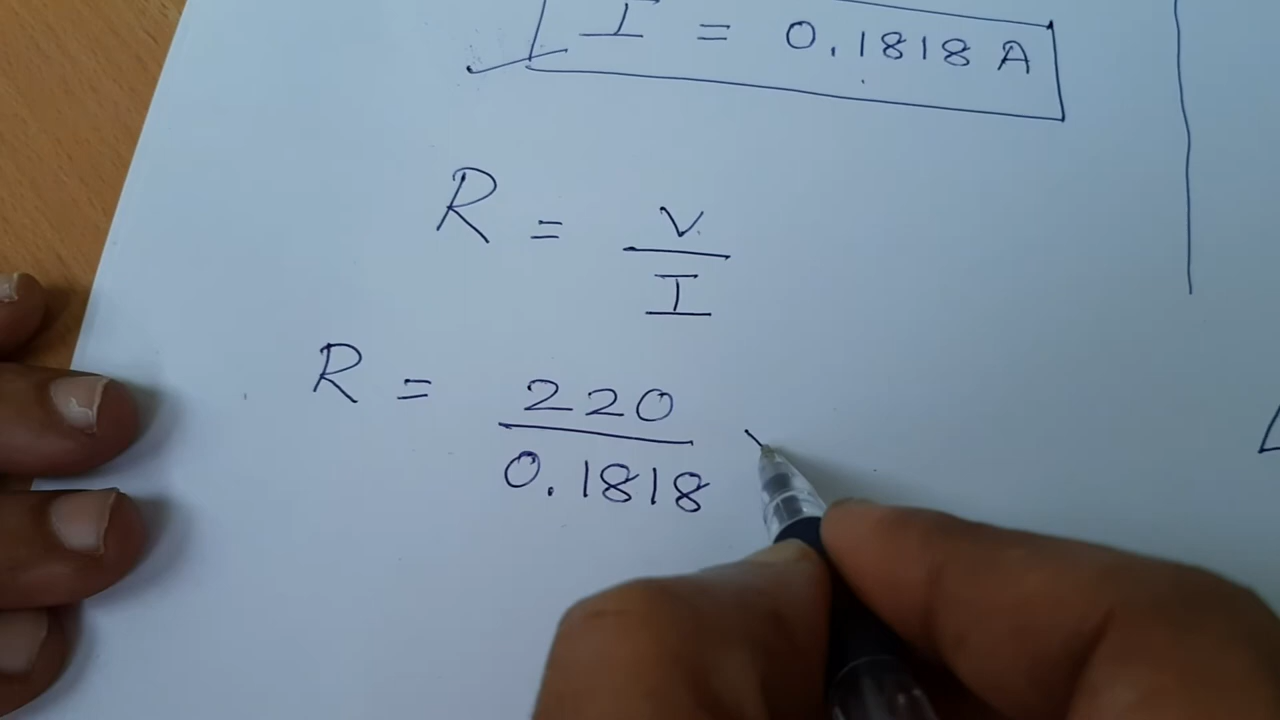 I = 0.1818 A
R = V
I
R = 220
0.1818